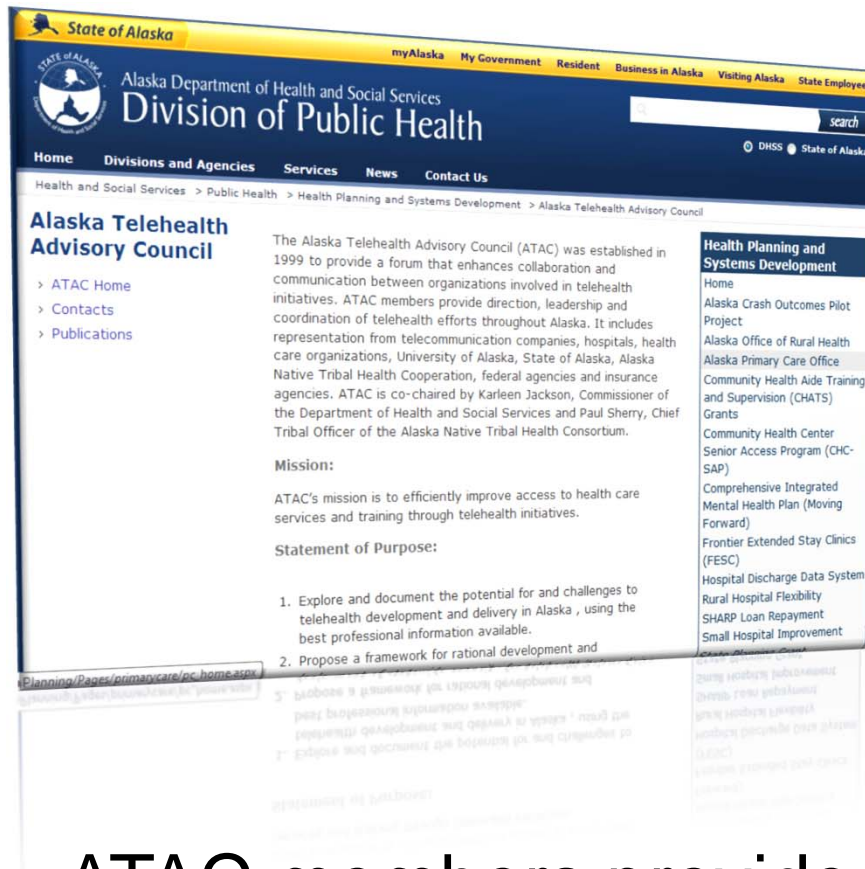 State of Alaska
myAlaska My Government Resident Business in Alaska Visiting Alaska State Employee
Alaska Department of Health and Social Services
Division of Public Health
search
DHSS State of Alaska
Home Divisions and Agencies Services News Contact Us
Health and Social Services > Public Health > Health Planning and Systems Development > Alaska Telehealth Advisory Council
Alaska Telehealth
Advisory Council
> ATAC Home
> Contacts
> Publications
The Alaska Telehealth Advisory Council (ATAC) was established in
1999 to provide a forum that enhances collaboration and
communication between organizations involved in telehealth
initiatives. ATAC members provide direction, leadership and
coordination of telehealth efforts throughout Alaska. It includes
representation from telecommunication companies, hospitals, health
care organizations, University of Alaska, State of Alaska, Alaska
Native Tribal Health Cooperation, federal agencies and insurance
agencies. ATAC is co-chaired by Karleen Jackson, Commissioner of
the Department of Health and Social Services and Paul Sherry, Chief
Tribal Officer of the Alaska Native Tribal Health Consortium.
Mission:
ATAC's mission is to efficiently improve access to health care
services and training through telehealth initiatives.
Statement of Purpose:
1. Explore and document the potential for and challenges to
telehealth development and delivery in Alaska , using the
best professional information available.
2. Propose a framework for rational development and
Health Planning and
Systems Development
Home
Alaska Crash Outcomes Pilot
Project
Alaska Office of Rural Health
Alaska Primary Care Office
Community Health Aide Training
and Supervision (CHATS)
Grants
Community Health Center
Senior Access Program (CHC-
SAP)
Comprehensive Integrated
Mental Health Plan (Moving
Forward)
Frontier Extended Stay Clinics
(FESC)
Hospital Discharge Data System
Rural Hospital Flexibility
SHARP Loan Repayment
Small Hospital Improvement
State Planning Grant
Planning/Pages/primarycare/pc_home.aspx
ATAC members provide